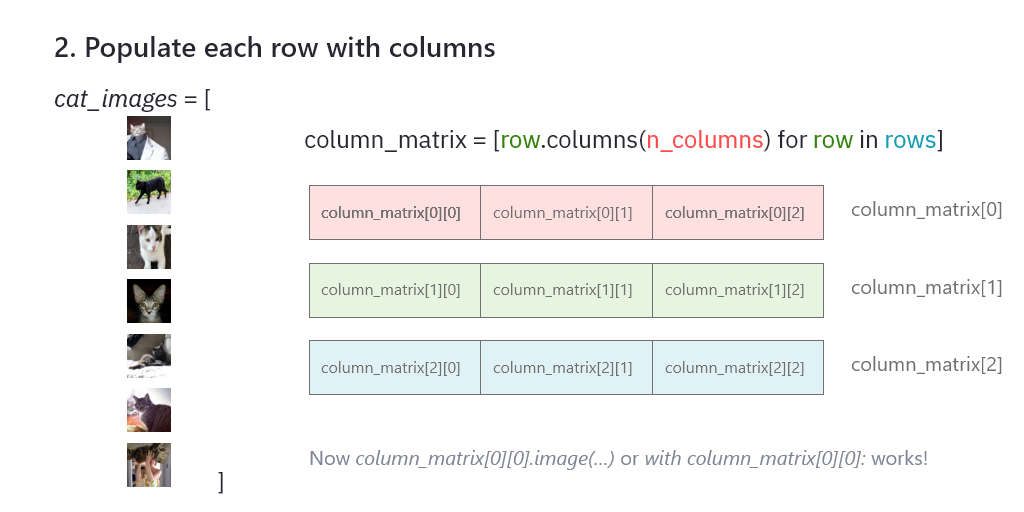 2. Populate each row with columns
cat_images = [
column_matrix = [row.columns(n_columns) for row in rows]
column_matrix[0][0] column_matrix[0][1] column_matrix[0][2] column_matrix[0]
column_matrix[1][0] column_matrix[1][1] column_matrix[1][2] column_matrix[1]
column_matrix[2][0] column_matrix[2][1] column_matrix[2][2] column_matrix[2]
Now column_matrix[0][0].image(...) or with column_matrix[0][0]: works!
]